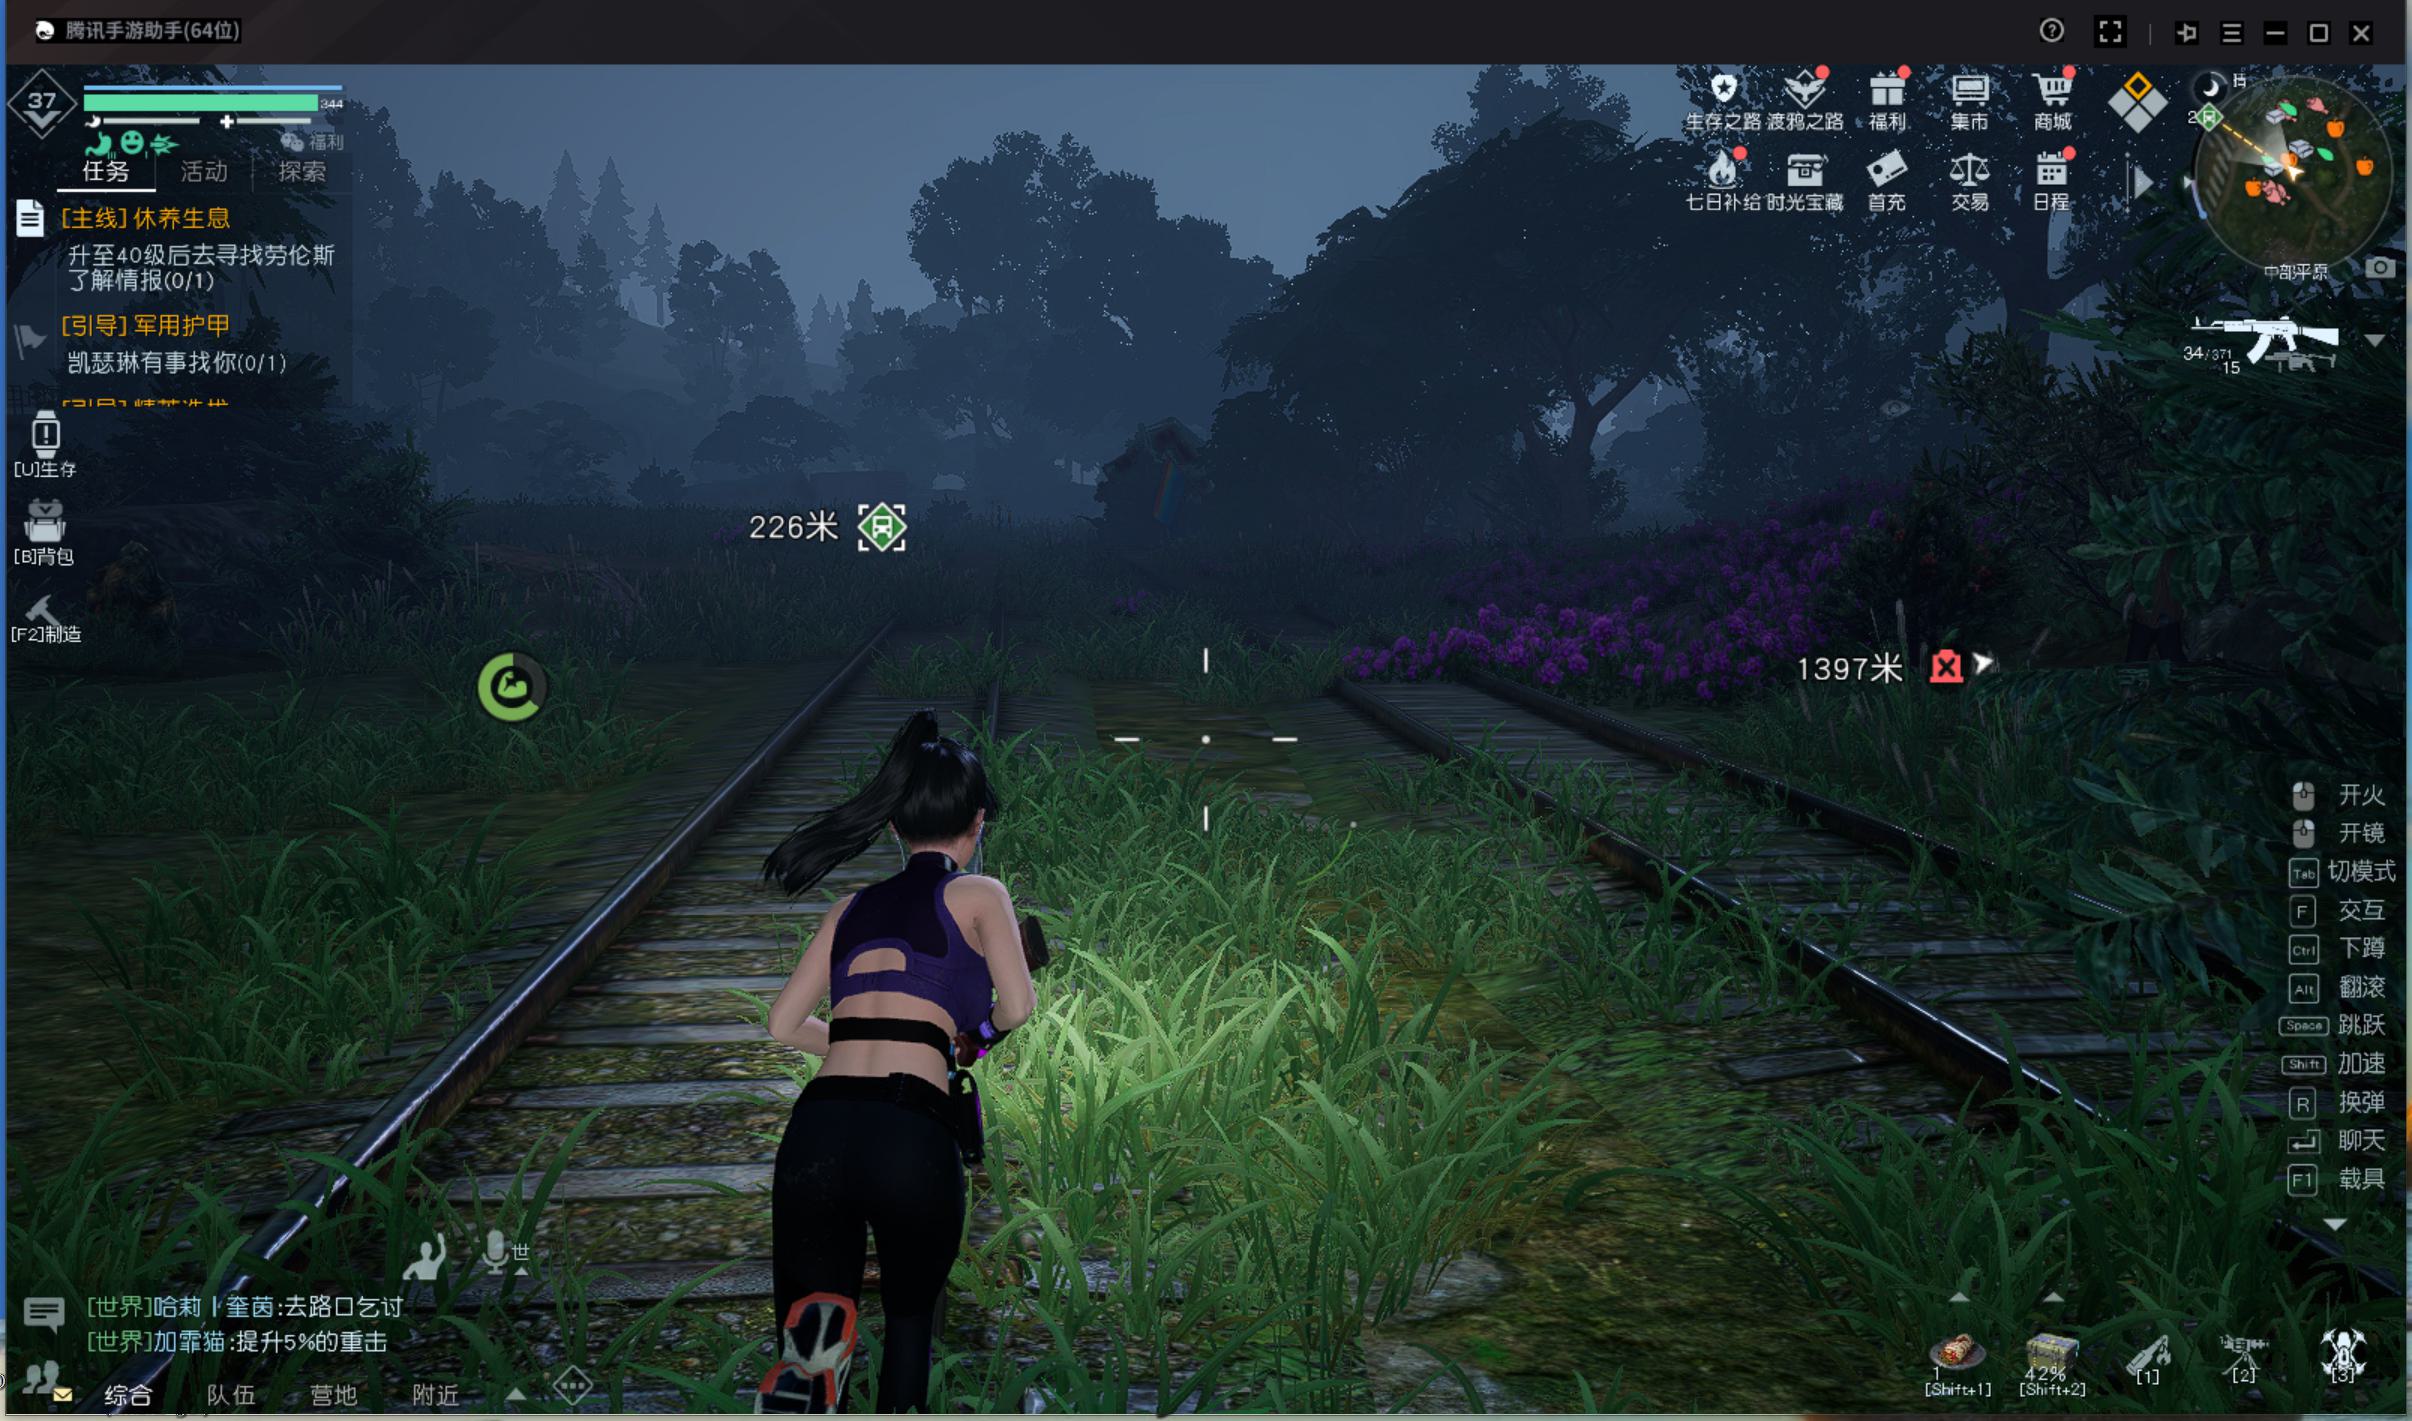 腾讯手游助手(64位)
37
344
福利
任务 活动 探索
[主线] 休养生息
升至40级后去寻找劳伦斯
了解情报(0/1)
[引导] 军用护甲
凯瑟琳有事找你(0/1)
[U]生存
[B]背包
[F2]制造
生存之路 渡鸦之路 福利 集市 商城
七日补给 时光宝藏 首充 交易 日程
中部平原
34/371
15
226米
1397米
开火
开镜
Tab 切模式
F 交互
Ctrl 下蹲
Alt 翻滚
Space 跳跃
Shift 加速
R 换弹
聊天
F1 载具
世
[世界]哈莉丨奎茵:去路口乞讨
[世界]加霏猫:提升5%的重击
综合 队伍 营地 附近
1 42%
[Shift+1] [Shift+2] [1] [2] [3]